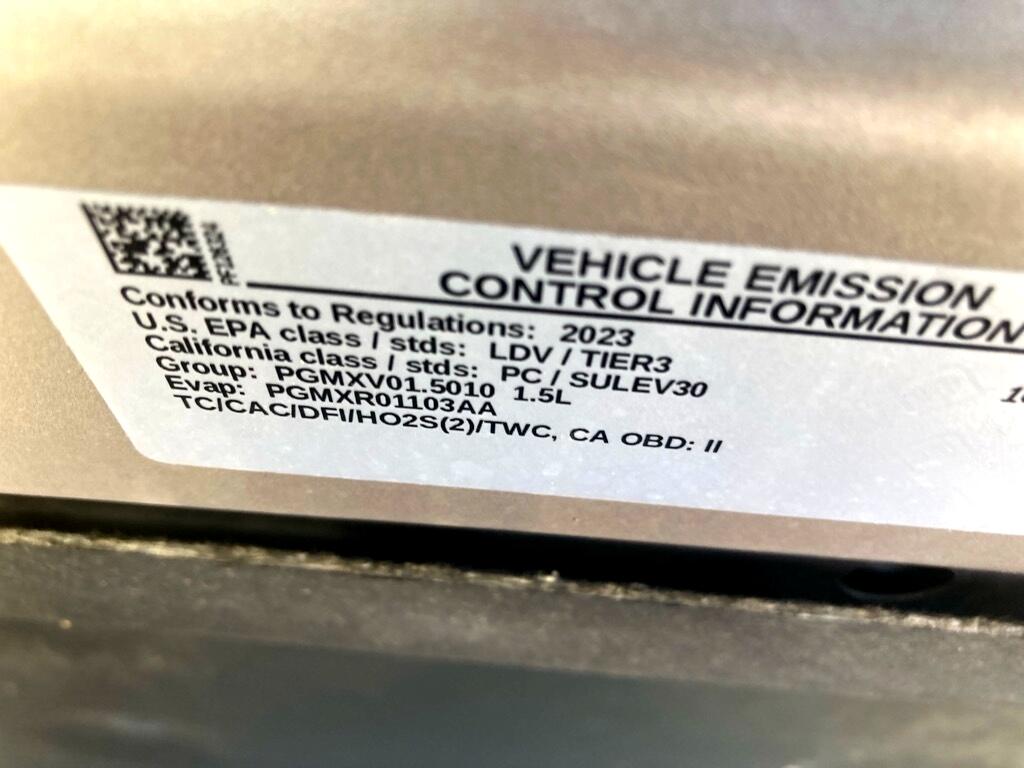 VEHICLE EMISSION
CONTROL INFORMATION
Conforms to Regulations: 2023
U.S. EPA class / stds: LDV / TIER3
California class / stds: PC / SULEV30
Group: PGMXV01.5010 1.5L
Evap: PGMXR01103AA
TC/CAC/DFI/HO2S(2)/TWC, CA OBD: II